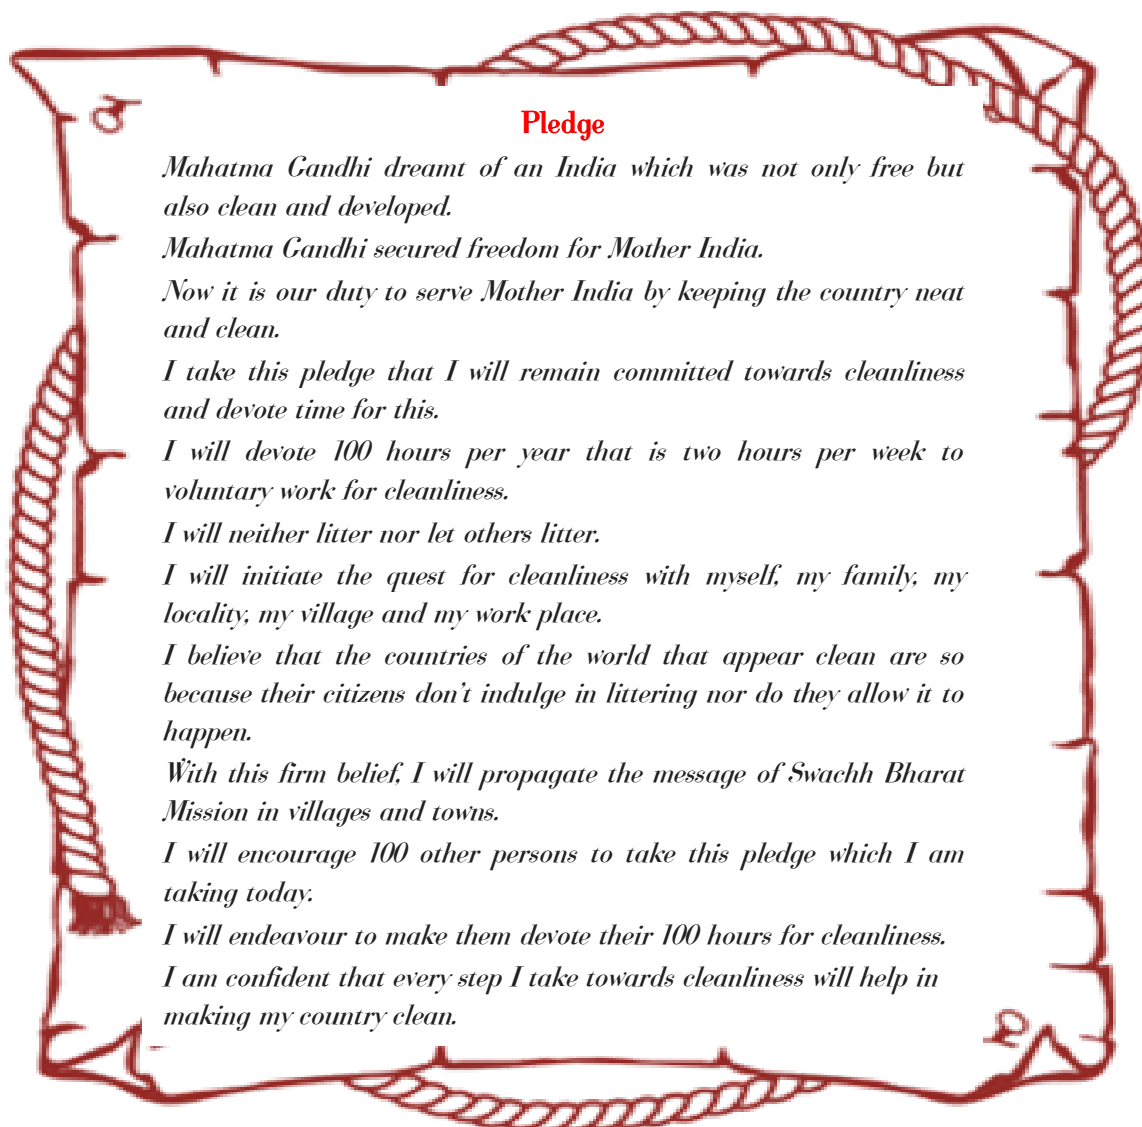 Pledge
Mahatma Gandhi dreamt of an India which was not only free but
also clean and developed.
Mahatma Gandhi secured freedom for Mother India.
Now it is our duty to serve Mother India by keeping the country neat
and clean.
I take this pledge that I will remain committed towards cleanliness
and devote time for this.
I will devote 100 hours per year that is two hours per week to
voluntary work for cleanliness.
I will neither litter nor let others litter.
I will initiate the quest for cleanliness with myself, my family, my
locality, my village and my work place.
I believe that the countries of the world that appear clean are so
because their citizens don't indulge in littering nor do they allow it to
happen.
With this firm belief, I will propagate the message of Swachh Bharat
Mission in villages and towns.
I will encourage 100 other persons to take this pledge which I am
taking today.
I will endeavour to make them devote their 100 hours for cleanliness.
I am confident that every step I take towards cleanliness will help in
making my country clean.